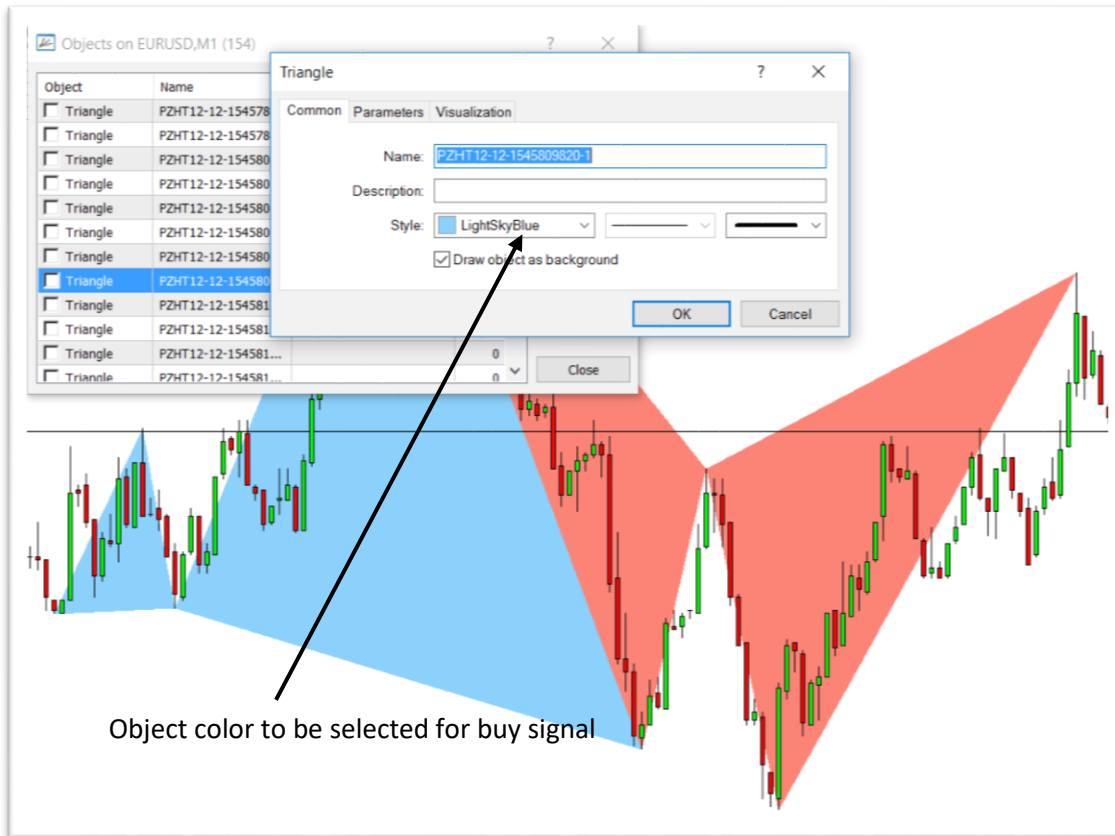 Objects on EURUSD,M1 (154)
? ×
Object Name
Triangle PZHT12-12-154578
Triangle PZHT12-12-154578
Triangle PZHT12-12-154580
Triangle PZHT12-12-154580
Triangle PZHT12-12-154580
Triangle PZHT12-12-154580
Triangle PZHT12-12-154580
Triangle PZHT12-12-154580
Triangle PZHT12-12-154581
Triangle PZHT12-12-154581
Triangle PZHT12-12-154581... 0
Triangle PZHT12-12-154581... 0
Close
Triangle
? ×
Common Parameters Visualization
Name: PZHT12-12-1545809820-1
Description:
Style: LightSkyBlue
Draw object as background
OK Cancel
Object color to be selected for buy signal